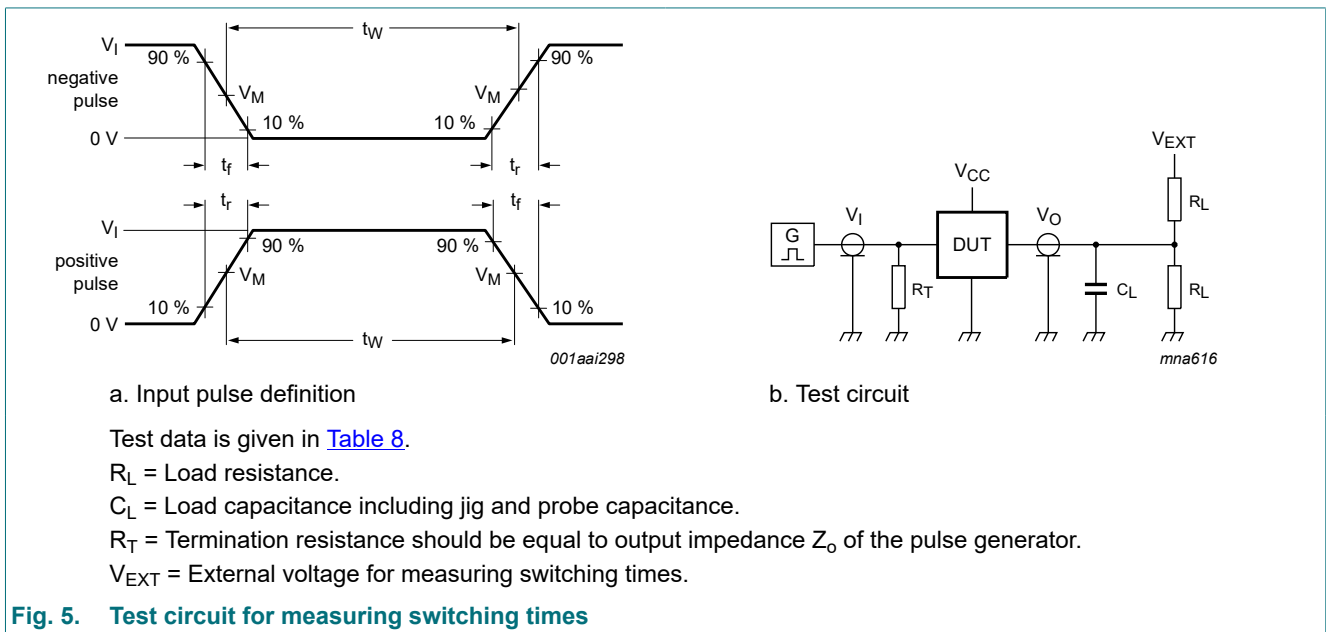 tW
VI
90 %
90 %
negative
pulse
VM
VM
10 %
10 %
0 V
tf
tr
tr
tf
VI
90 %
90 %
positive
pulse
VM
VM
10 %
10 %
0 V
tW
001aai298
VEXT
VCC
RL
VI
VO
G
DUT
RT
CL
RL
mna616
a. Input pulse definition
b. Test circuit
Test data is given in Table 8.
RL = Load resistance.
CL = Load capacitance including jig and probe capacitance.
RT = Termination resistance should be equal to output impedance Zo of the pulse generator.
VEXT = External voltage for measuring switching times.
Fig. 5. Test circuit for measuring switching times